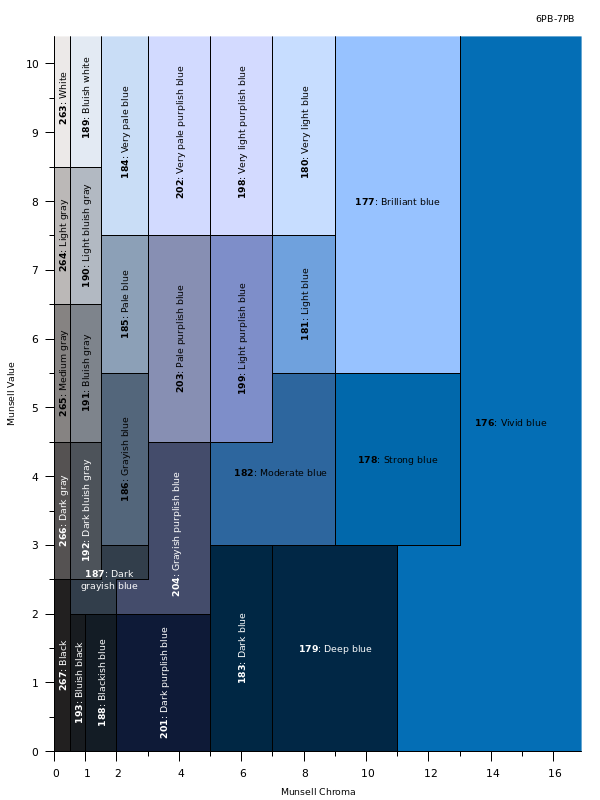 6PB-7PB
10
9
8
7
6
5
4
3
2
1
0
Munsell Value
263: White
189: Bluish white
184: Very pale blue
202: Very pale purplish blue
198: Very light purplish blue
180: Very light blue
177: Brilliant blue
264: Light gray
190: Light bluish gray
185: Pale blue
203: Pale purplish blue
199: Light purplish blue
181: Light blue
265: Medium gray
191: Bluish gray
186: Grayish blue
182: Moderate blue
178: Strong blue
176: Vivid blue
266: Dark gray
192: Dark bluish gray
187: Dark
grayish blue
204: Grayish purplish blue
267: Black
193: Bluish black
188: Blackish blue
201: Dark purplish blue
183: Dark blue
179: Deep blue
0 1 2 4 6 8 10 12 14 16
Munsell Chroma